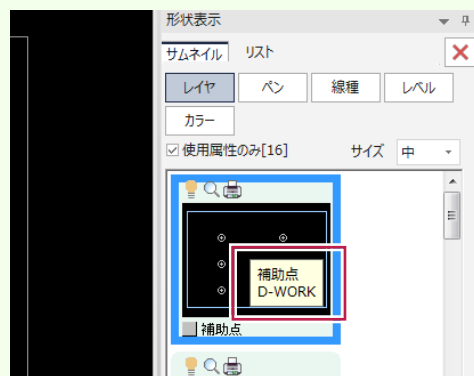 形状表示
サムネイル リスト
レイヤ ペン 線種 レベル
カラー
使用属性のみ[16] サイズ 中
補助点
D-WORK
補助点